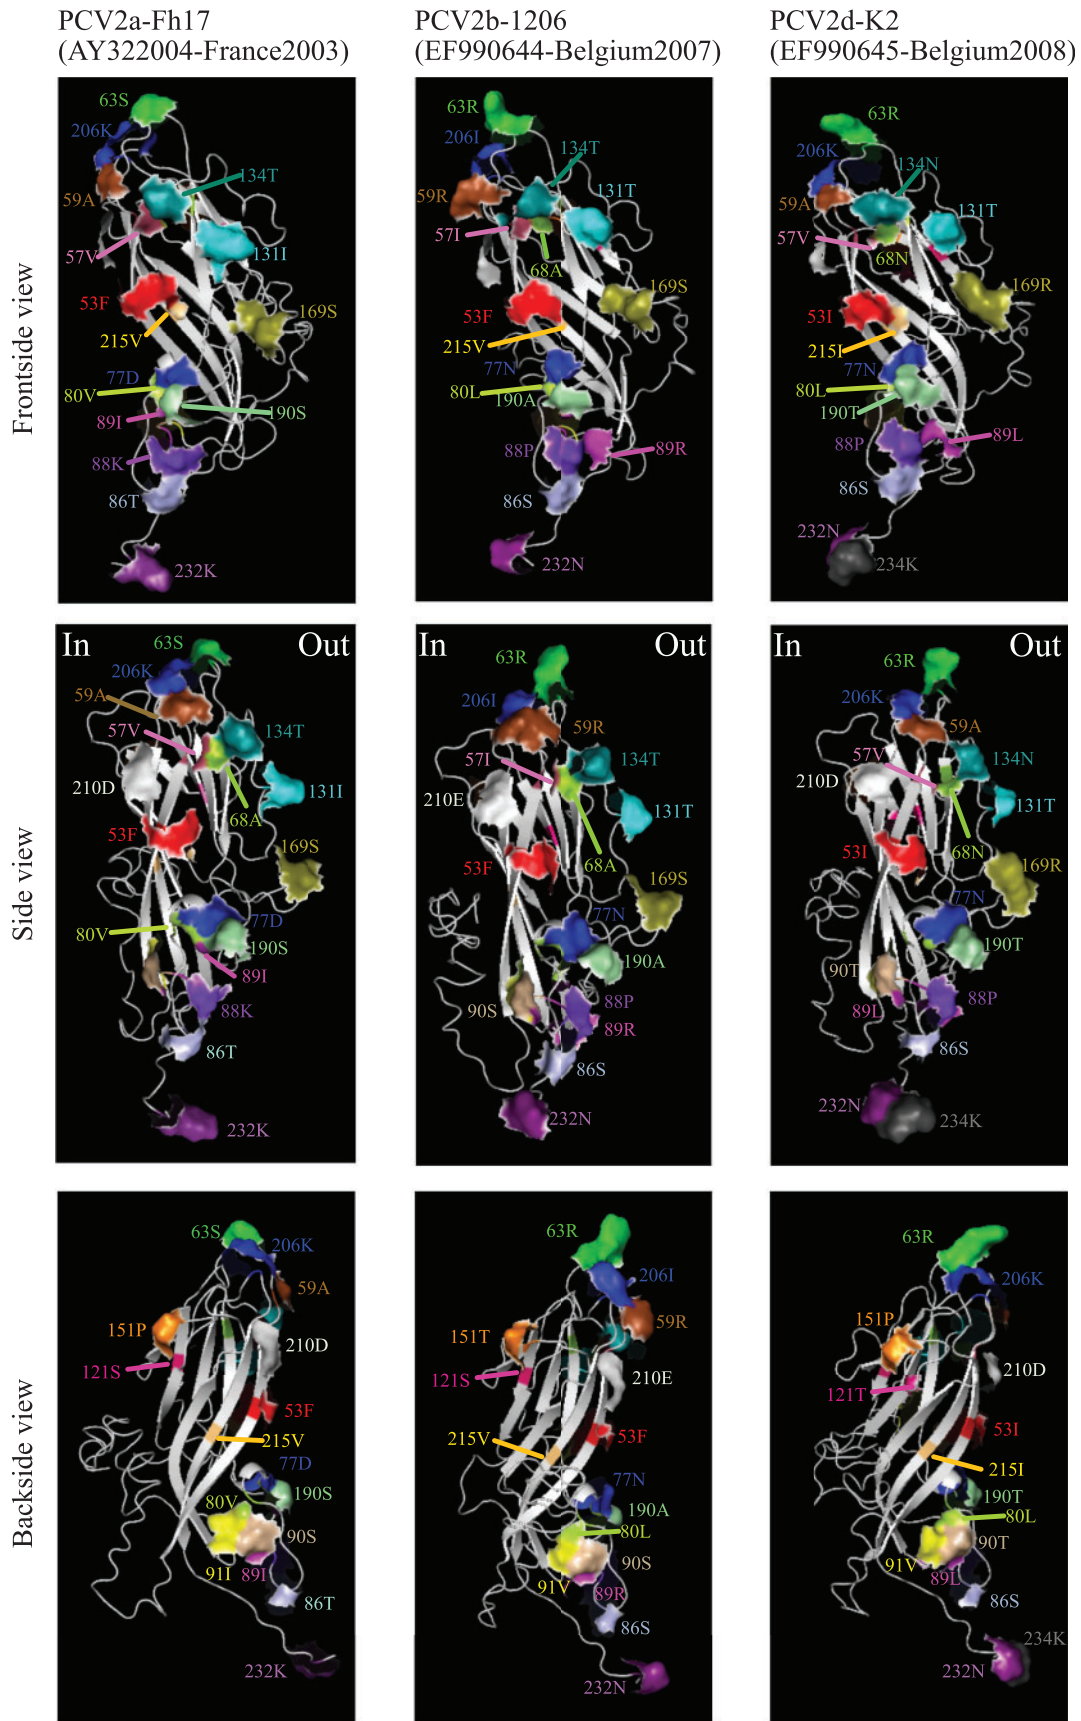 PCV2a-Fh17
(AY322004-France2003)
PCV2b-1206
(EF990644-Belgium2007)
PCV2d-K2
(EF990645-Belgium2008)
Frontside view
63S
206K
134T
59A
57V
131I
53F
169S
215V
77D
80V
190S
89I
88K
86T
232K
63R
206I
134T
59R
131T
57I
68A
169S
53F
215V
77N
80L
190A
88P
89R
86S
232N
63R
206K
134N
59A
131T
57V
68N
169R
53I
215I
77N
80L
190T
88P
89L
86S
232N
234K
Side view
In
Out
63S
206K
59A
57V
134T
210D
131I
68A
53F
169S
77D
80V
190S
89I
88K
86T
232K
In
Out
63R
206I
59R
57I
134T
210E
131T
53F
68A
169S
77N
190A
90S
88P
89R
86S
232N
In
Out
63R
206K
59A
57V
134N
210D
131T
53I
68N
169R
77N
190T
90T
88P
89L
86S
232N
234K
Backside view
63S
206K
59A
151P
210D
121S
53F
215V
77D
190S
80V
90S
91I
89I
86T
232K
63R
206I
59R
151T
210E
121S
53F
215V
77N
190A
80L
90S
91V
89R
86S
232N
63R
206K
151P
210D
121T
53I
215I
190T
80L
90T
91V
89L
86S
234K
232N